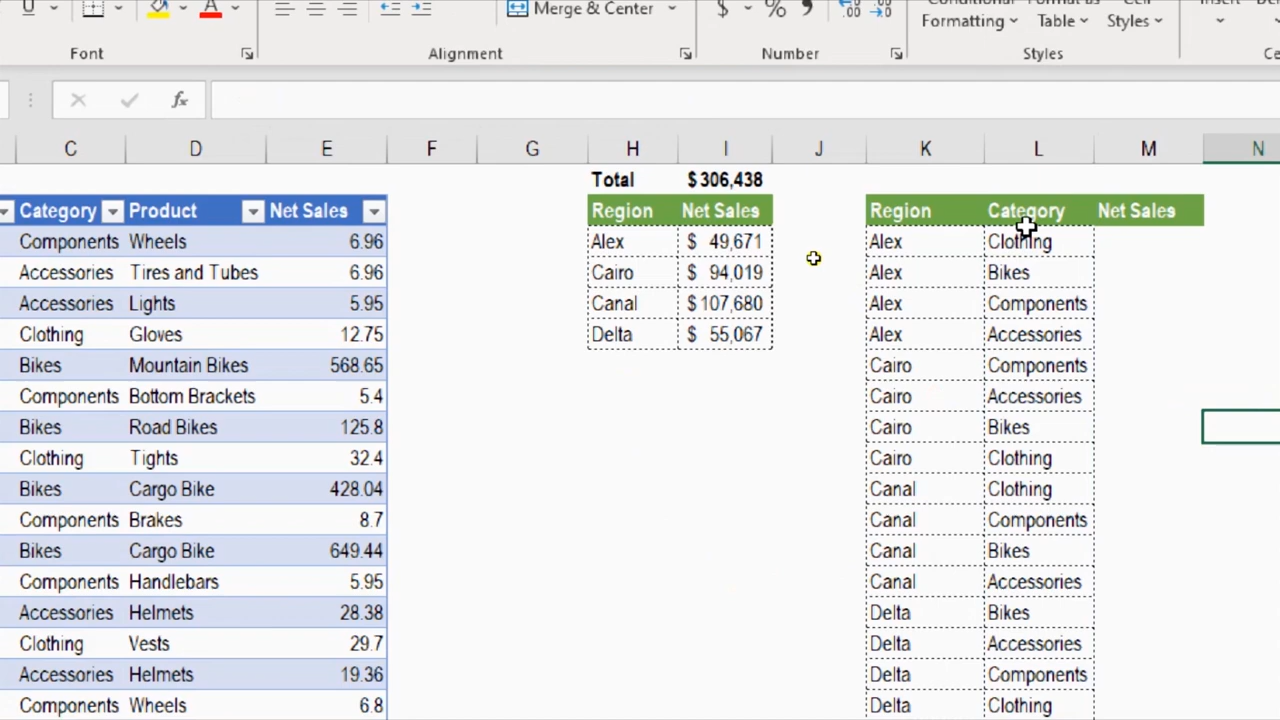 U Merge & Center $ % 
Conditional Format as Cell
Formatting Table Styles
Font Alignment Number Styles
fx
C D E F G H I J K L M N
Total $ 306,438
Category Product Net Sales Region Net Sales Region Category Net Sales
Components Wheels 6.96 Alex $ 49,671 Alex Clothing
Accessories Tires and Tubes 6.96 Cairo $ 94,019 Alex Bikes
Accessories Lights 5.95 Canal $ 107,680 Alex Components
Clothing Gloves 12.75 Delta $ 55,067 Alex Accessories
Bikes Mountain Bikes 568.65 Cairo Components
Components Bottom Brackets 5.4 Cairo Accessories
Bikes Road Bikes 125.8 Cairo Bikes
Clothing Tights 32.4 Cairo Clothing
Bikes Cargo Bike 428.04 Canal Clothing
Components Brakes 8.7 Canal Components
Bikes Cargo Bike 649.44 Canal Bikes
Components Handlebars 5.95 Canal Accessories
Accessories Helmets 28.38 Delta Bikes
Clothing Vests 29.7 Delta Accessories
Accessories Helmets 19.36 Delta Components
Components Wheels 6.8 Delta Clothing